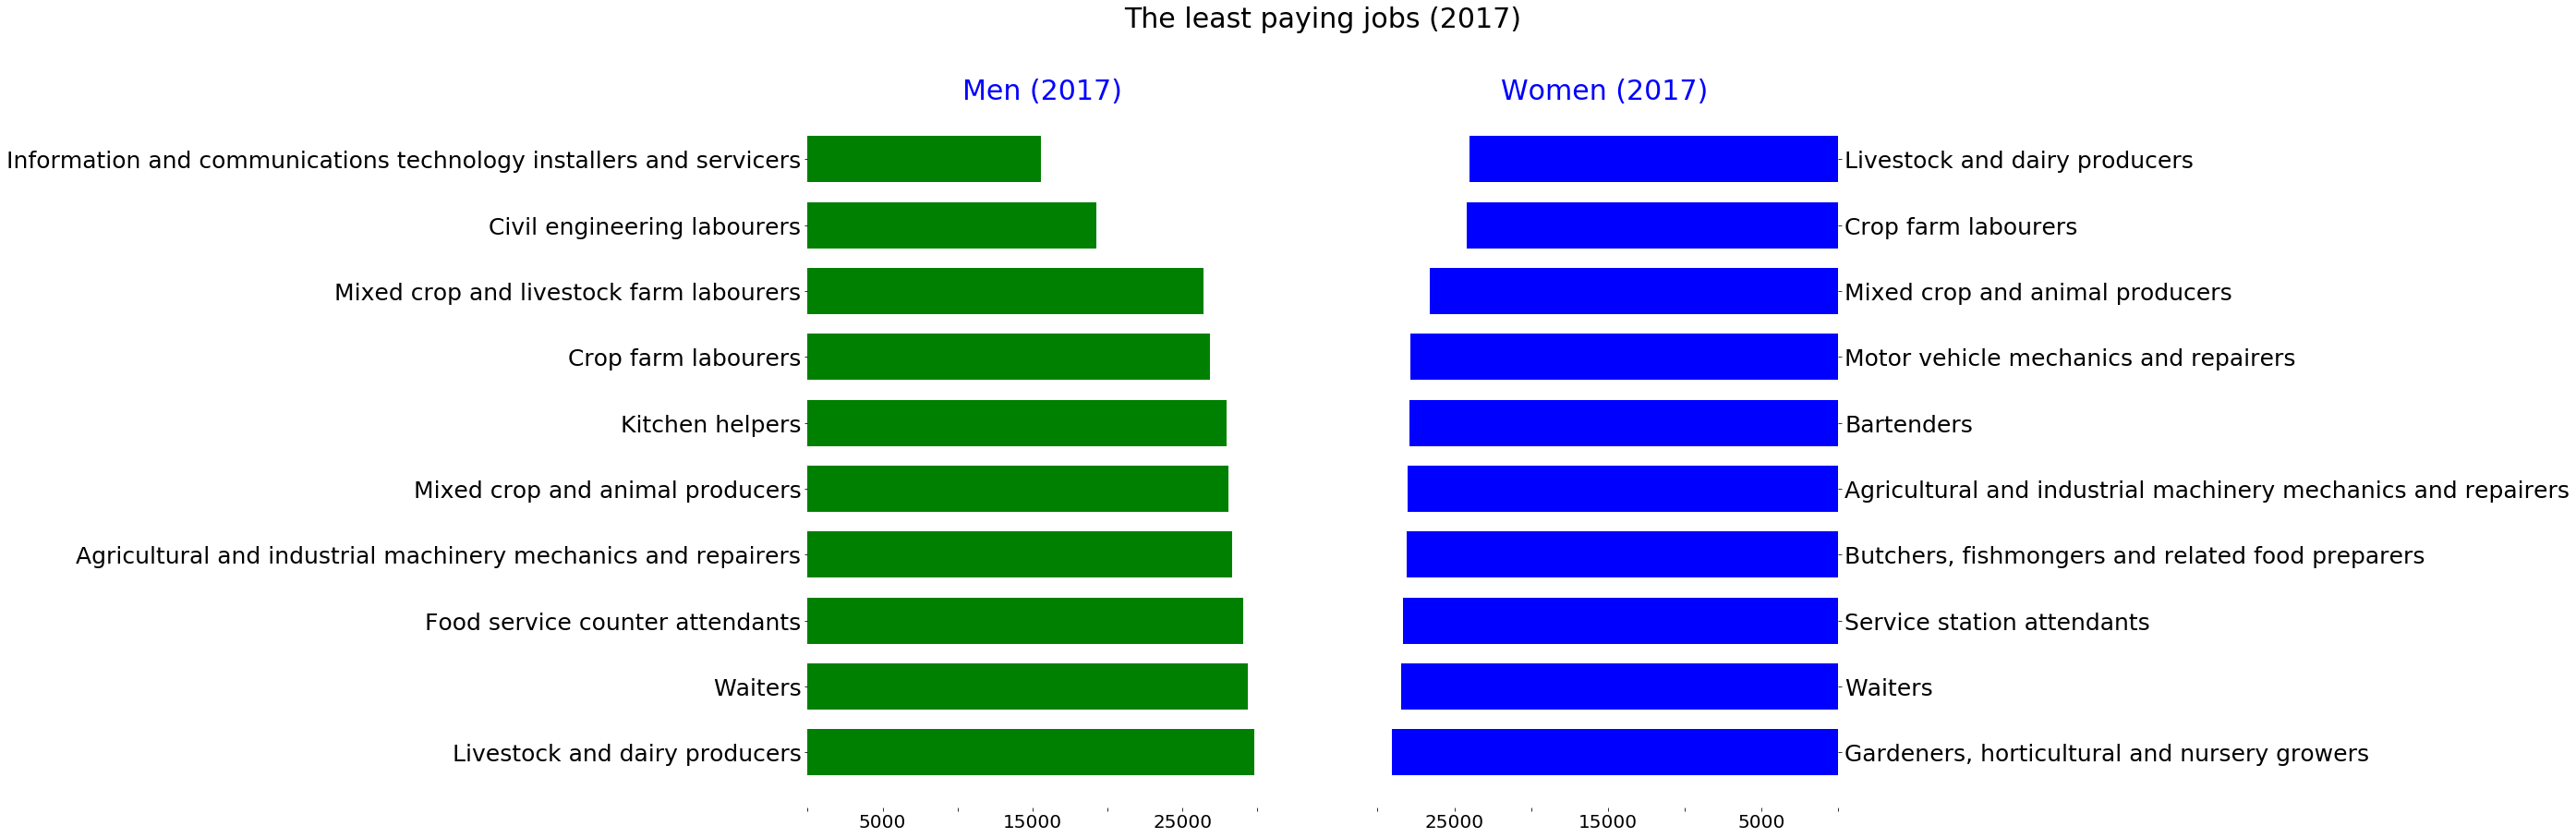 The least paying jobs (2017)
Men (2017)
Information and communications technology installers and servicers
Civil engineering labourers
Mixed crop and livestock farm labourers
Crop farm labourers
Kitchen helpers
Mixed crop and animal producers
Agricultural and industrial machinery mechanics and repairers
Food service counter attendants
Waiters
Livestock and dairy producers
5000 15000 25000
Women (2017)
Livestock and dairy producers
Crop farm labourers
Mixed crop and animal producers
Motor vehicle mechanics and repairers
Bartenders
Agricultural and industrial machinery mechanics and repairers
Butchers, fishmongers and related food preparers
Service station attendants
Waiters
Gardeners, horticultural and nursery growers
25000 15000 5000